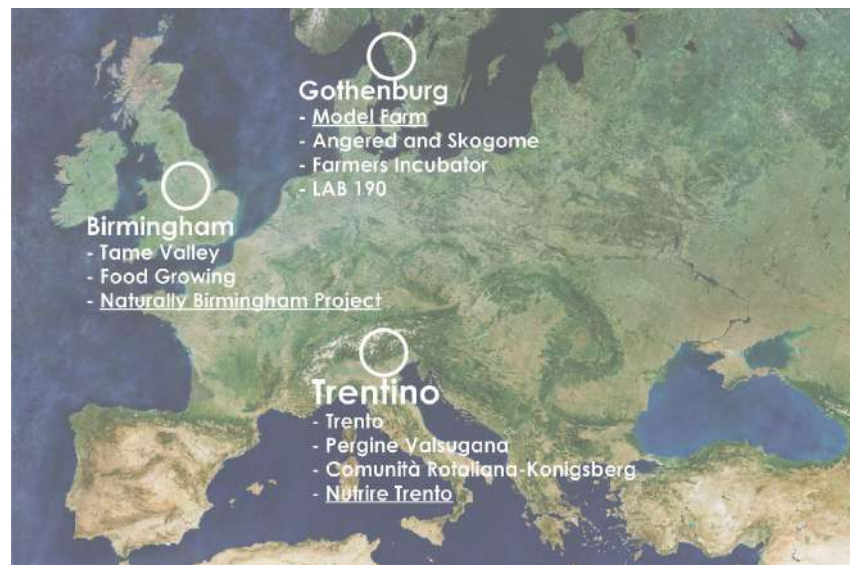 Gothenburg
- Model Farm
- Angered and Skogome
- Farmers Incubator
- LAB 190
Birmingham
- Tame Valley
- Food Growing
- Naturally Birmingham Project
Trentino
- Trento
- Pergine Valsugana
- Comunità Rotaliana-Konigsberg
- Nutrire Trento